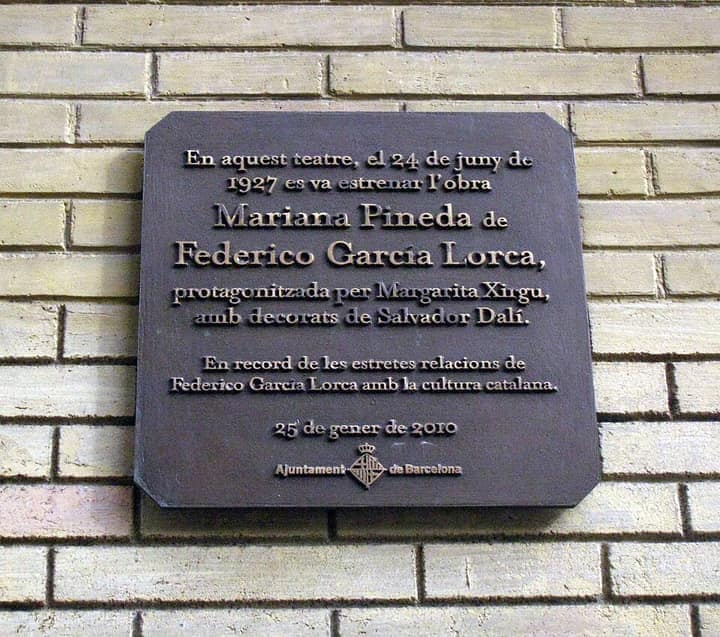 En aquest teatre, el 24 de juny de
1927 es va estrenar l'obra
Mariana Pineda de
Federico García Lorca,
protagonitzada per Margarita Xirgu,
amb decorats de Salvador Dalí.
En record de les estretes relacions de
Federico García Lorca amb la cultura catalana.
25 de gener de 2010
Ajuntament de Barcelona